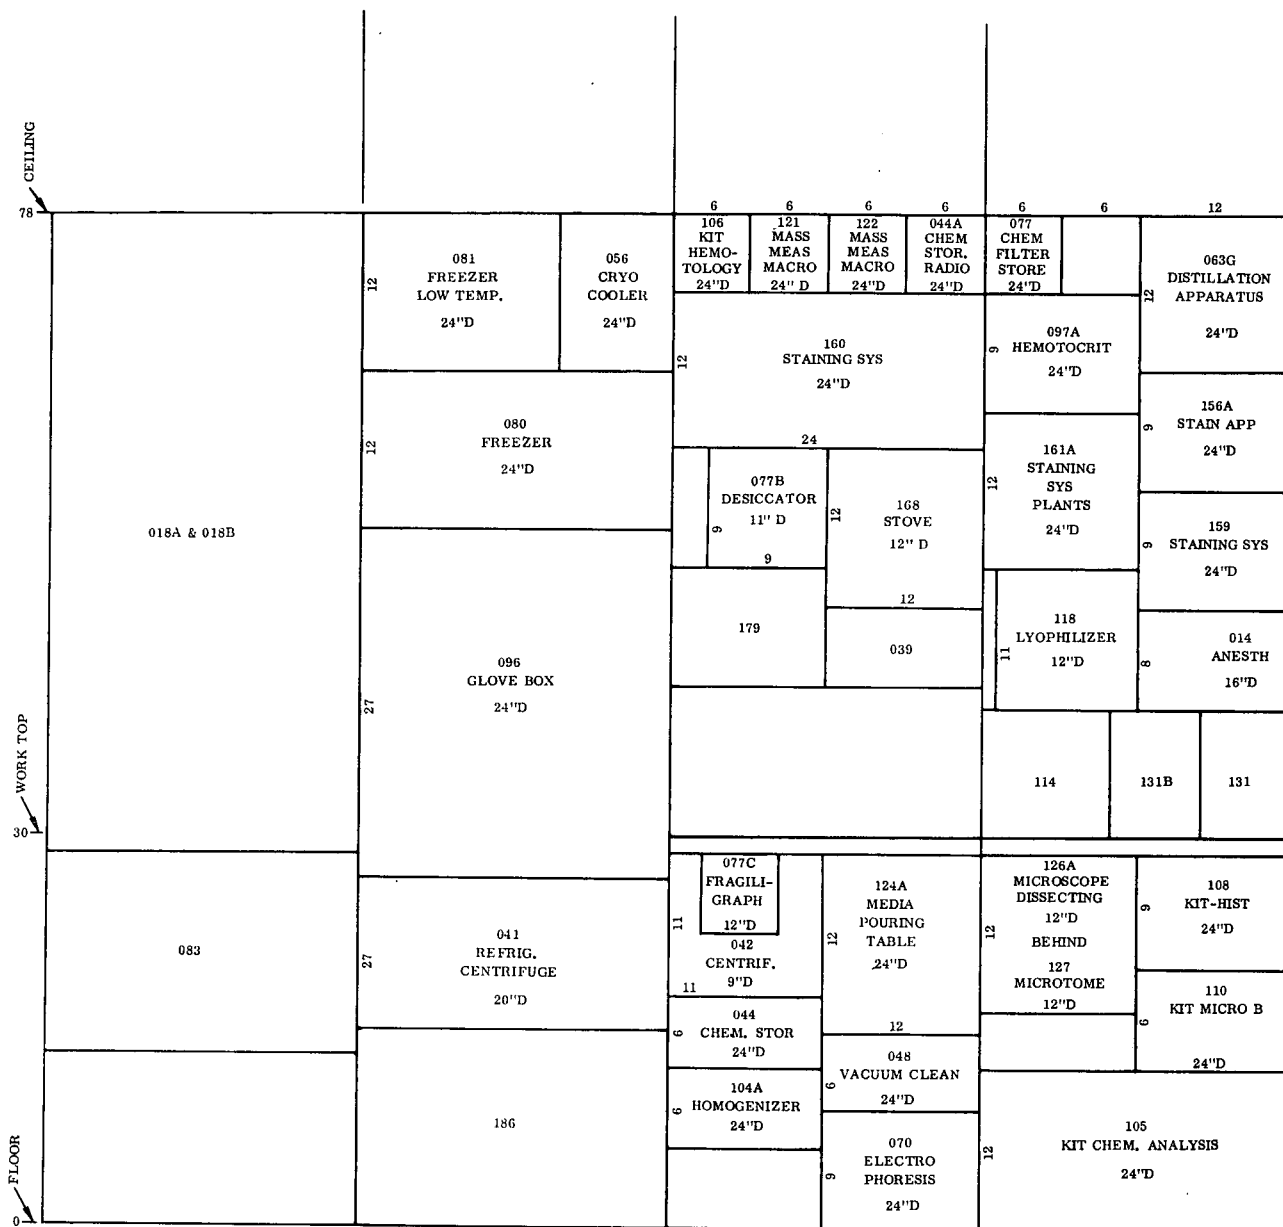 CEILING
78
WORK TOP
30
FLOOR
0
018A & 018B
083
12
081
FREEZER
LOW TEMP.
24"D
056
CRYO
COOLER
24"D
12
080
FREEZER
24"D
27
096
GLOVE BOX
24"D
27
041
REFRIG.
CENTRIFUGE
20"D
186
6
106
KIT
HEMO-
TOLOGY
24"D
6
121
MASS
MEAS
MACRO
24" D
6
122
MASS
MEAS
MACRO
24"D
6
044A
CHEM
STOR.
RADIO
24"D
12
160
STAINING SYS
24"D
24
9
077B
DESICCATOR
11" D
9
12
168
STOVE
12" D
12
179
039
11
077C
FRAGILI-
GRAPH
12"D
042
CENTRIF.
9"D
11
12
124A
MEDIA
POURING
TABLE
24"D
12
6
044
CHEM. STOR
24"D
6
048
VACUUM CLEAN
24"D
6
104A
HOMOGENIZER
24"D
9
070
ELECTRO
PHORESIS
24"D
6
077
CHEM
FILTER
STORE
24"D
6
12
12
063G
DISTILLATION
APPARATUS
24"D
9
097A
HEMOTOCRIT
24"D
9
156A
STAIN APP
24"D
12
161A
STAINING
SYS
PLANTS
24"D
9
159
STAINING SYS
24"D
11
118
LYOPHILIZER
12"D
8
014
ANESTH
16"D
114
131B
131
12
126A
MICROSCOPE
DISSECTING
12"D
BEHIND
127
MICROTOME
12"D
9
108
KIT-HIST
24"D
6
110
KIT MICRO B
24"D
12
105
KIT CHEM. ANALYSIS
24"D